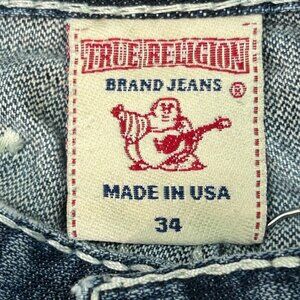 TRUE RELIGION
BRAND JEANS
®
MADE IN USA
34